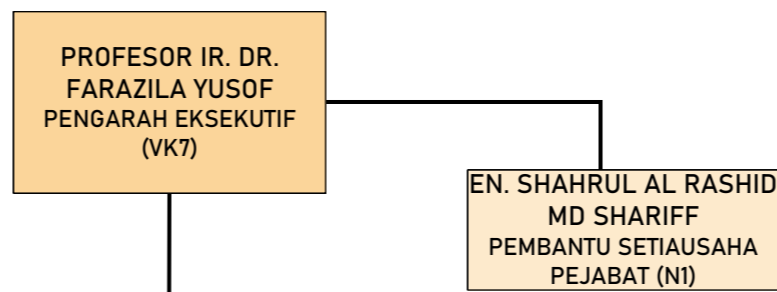 PROFESOR IR. DR.
FARAZILA YUSOF
PENGARAH EKSEKUTIF
(VK7)
EN. SHAHRUL AL RASHID
MD SHARIFF
PEMBANTU SETIAUSAHA
PEJABAT (N1)